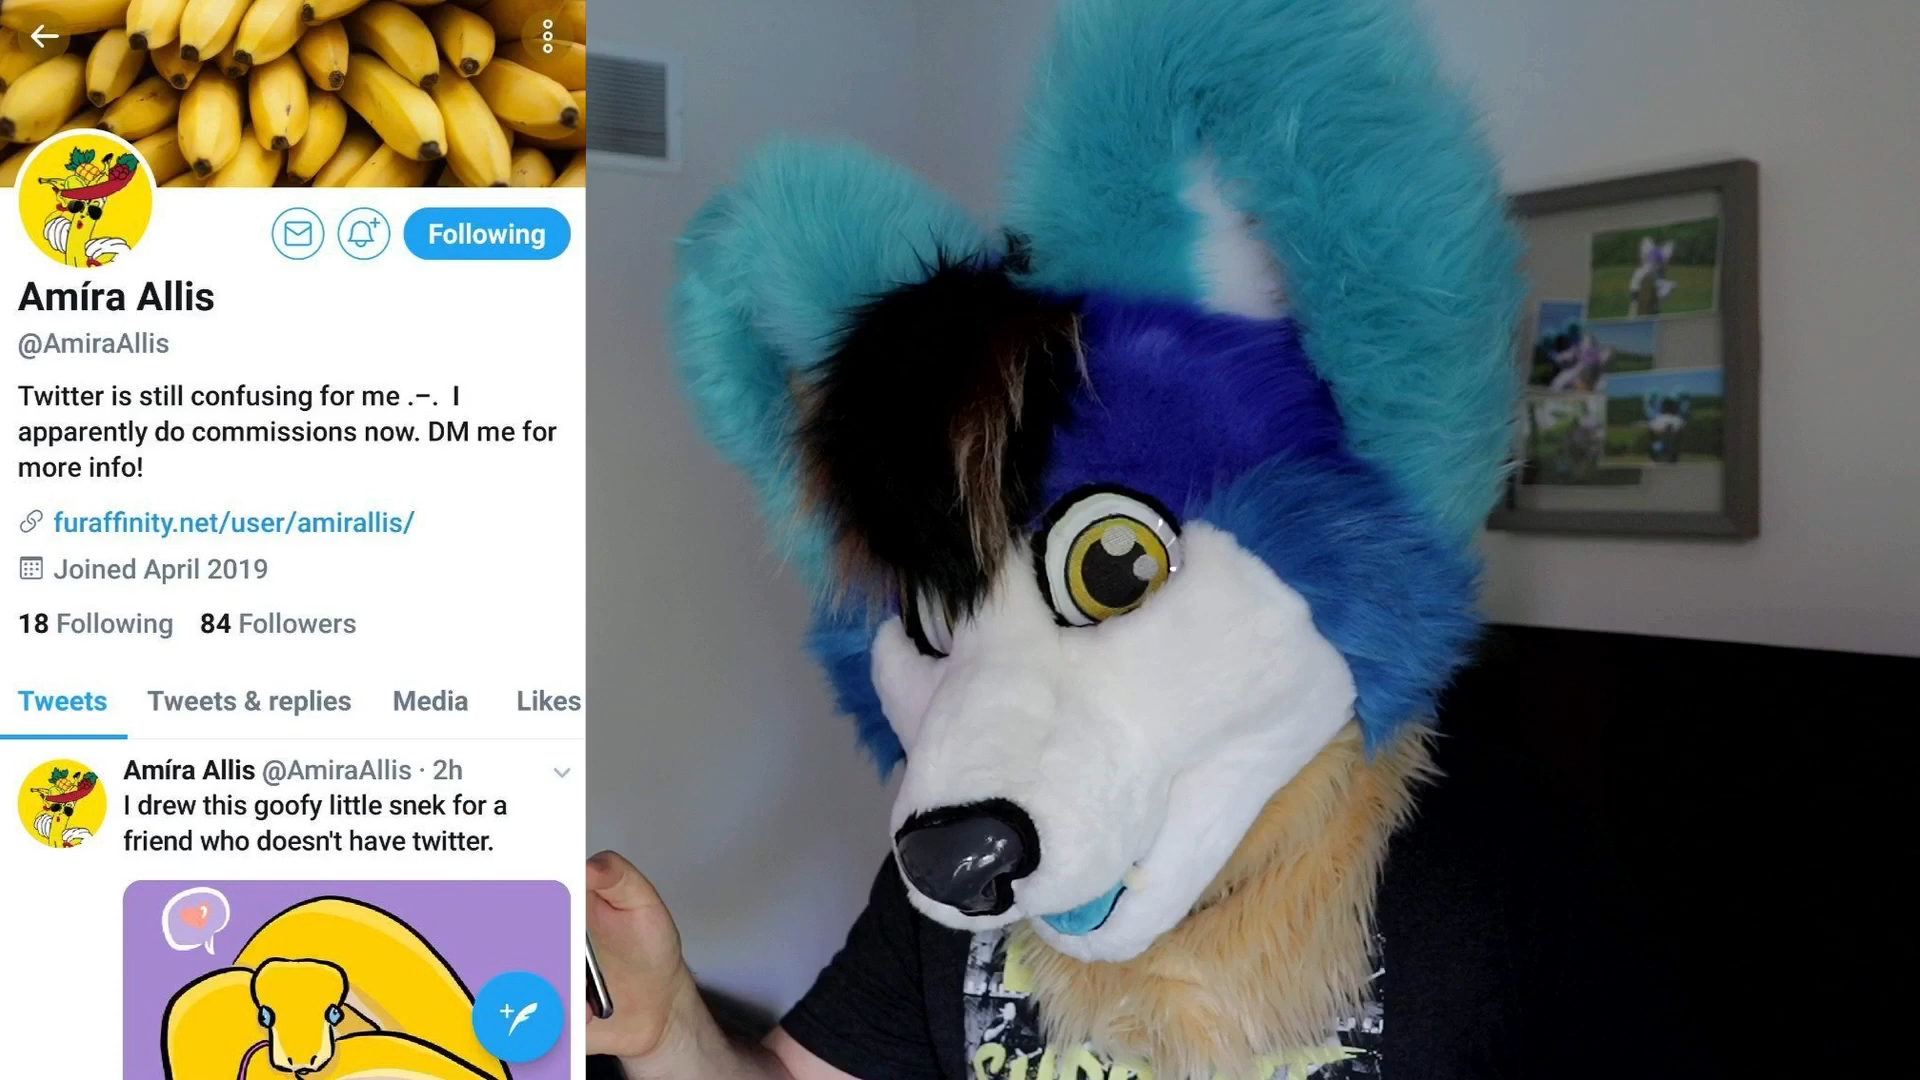 Following
Amíra Allis
@AmiraAllis
Twitter is still confusing for me .–. I
apparently do commissions now. DM me for
more info!
furaffinity.net/user/amirallis/
Joined April 2019
18 Following 84 Followers
Tweets Tweets & replies Media Likes
Amíra Allis @AmiraAllis · 2h
I drew this goofy little snek for a
friend who doesn't have twitter.